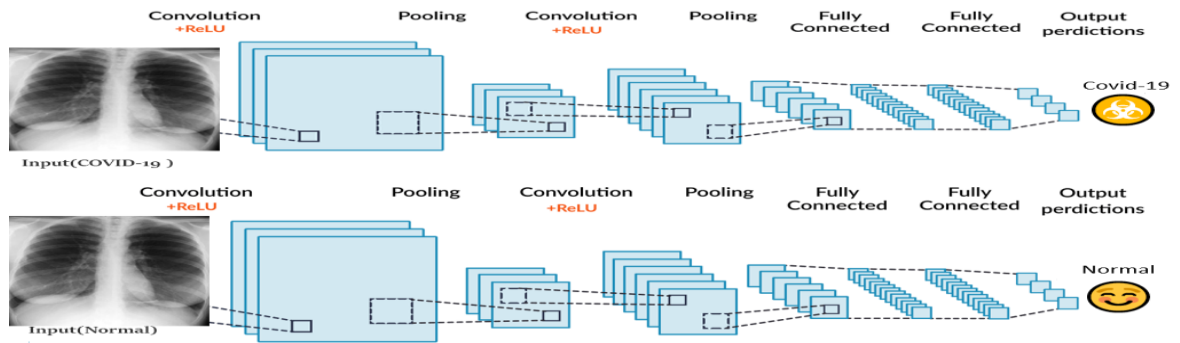 Convolution
+ReLU
Pooling
Convolution
+ReLU
Pooling
Fully
Connected
Fully
Connected
Output
perdictions
Covid-19
Input(COVID-19 )
Convolution
+ReLU
Pooling
Convolution
+ReLU
Pooling
Fully
Connected
Fully
Connected
Output
perdictions
Normal
Input(Normal)